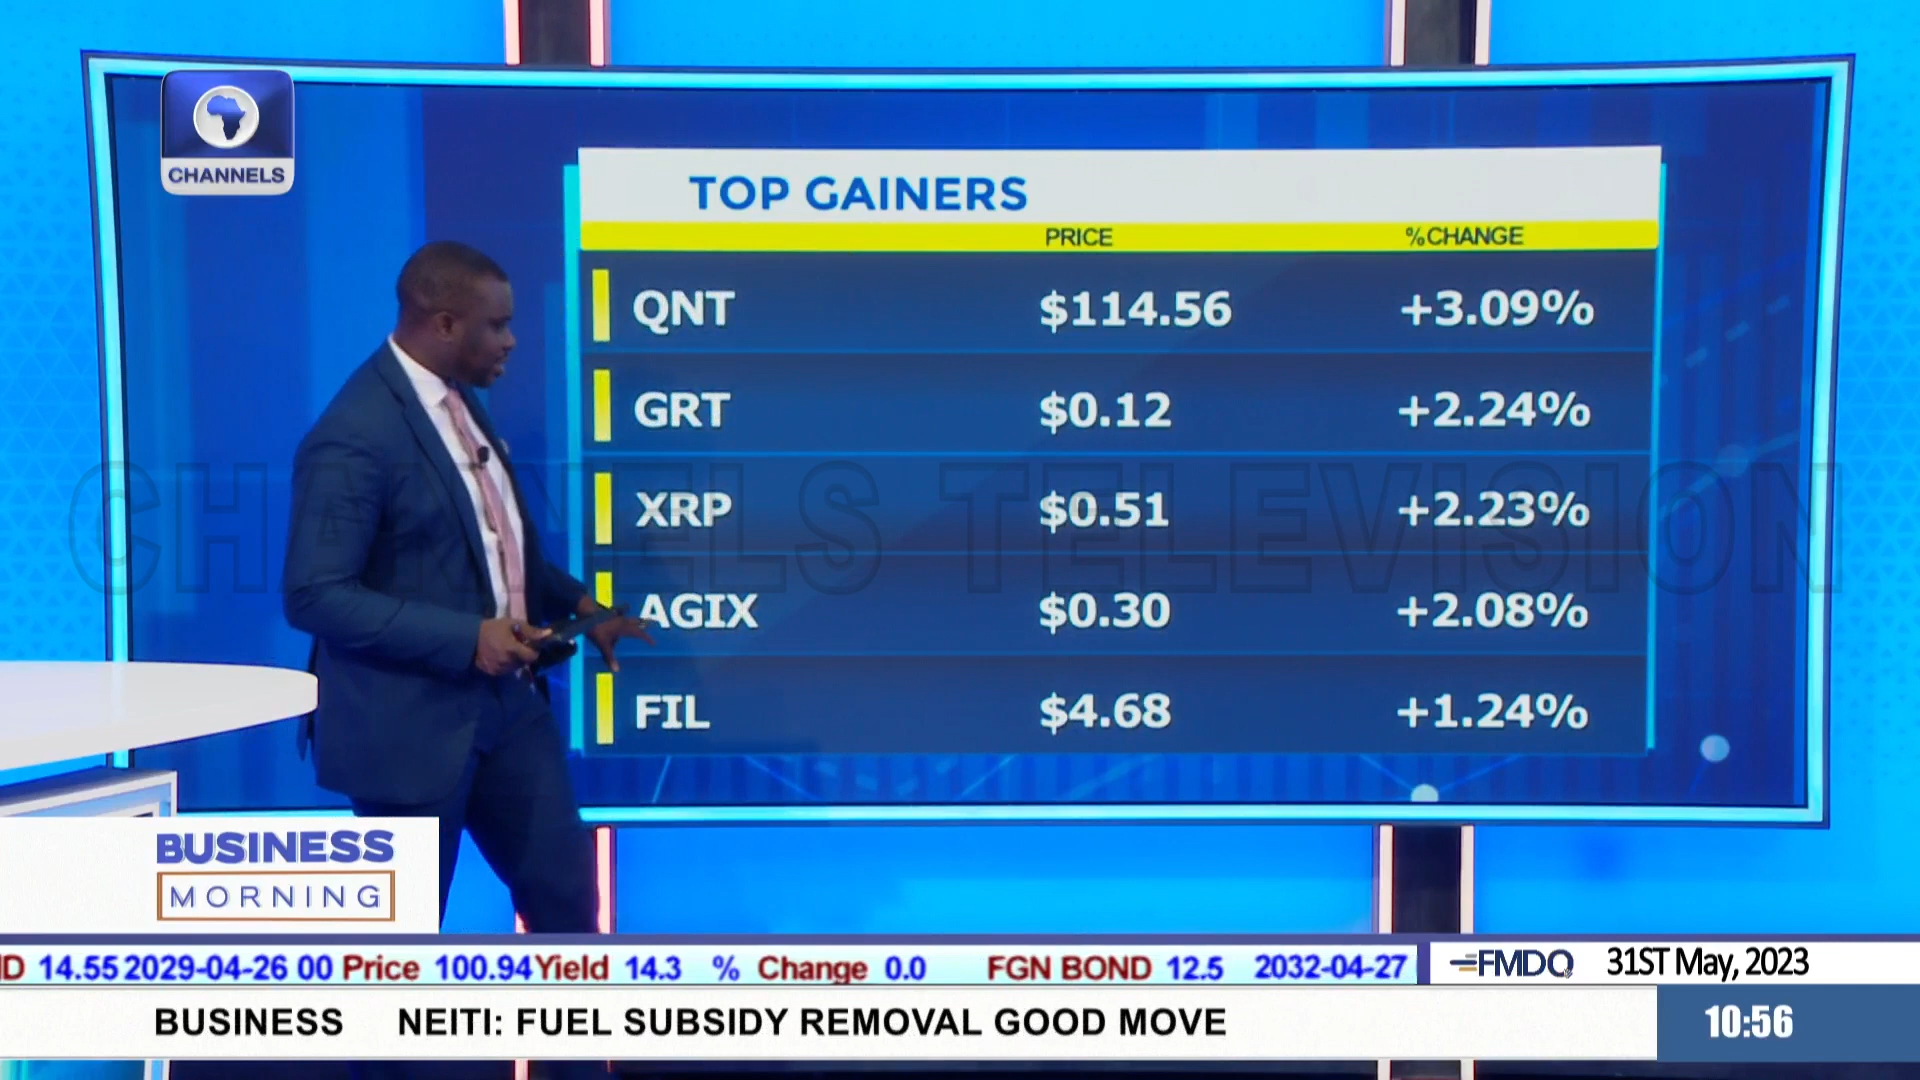 CHANNELS
TOP GAINERS
PRICE %CHANGE
QNT $114.56 +3.09%
GRT $0.12 +2.24%
XRP $0.51 +2.23%
AGIX $0.30 +2.08%
FIL $4.68 +1.24%
CHANNELS TELEVISION
BUSINESS
MORNING
14.55 2029-04-26 00 Price 100.94 Yield 14.3 % Change 0.0 FGN BOND 12.5 2032-04-27
FMDQ 31ST May, 2023
BUSINESS NEITI: FUEL SUBSIDY REMOVAL GOOD MOVE
10:56